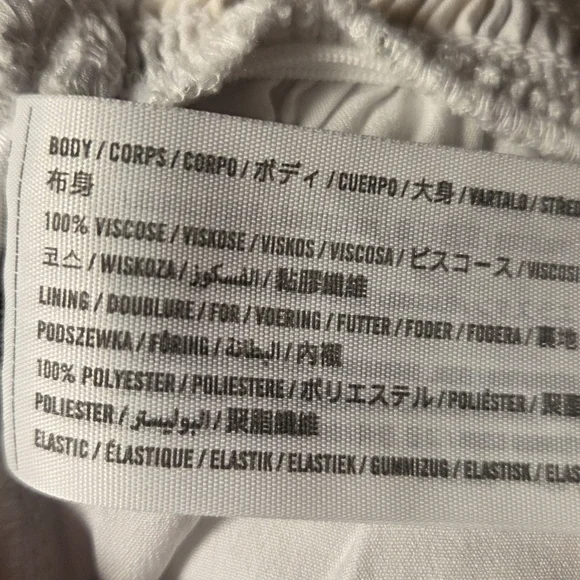 BODY / CORPS / CORPO / ボディ / CUERPO / 大身 / VARTALO / STŘED
布身
100% VISCOSE / VISKOSE / VISKOS / VISCOSA / ビスコース / VISCOS
코스 / WISKOZA / الفسكوز / 黏膠纖維
LINING / DOUBLURE / FOR / VOERING / FUTTER / FODER / FODERA / 裏地
PODSZEWKA / FÓRING / البطانة / 內襯
100% POLYESTER / POLIESTERE / ポリエステル / POLIÉSTER / 聚
POLIESTER / البوليستر / 聚脂纖維
ELASTIC / ÉLASTIQUE / ELASTIK / ELASTIEK / GUMMIZUG / ELASTISK / ELAS